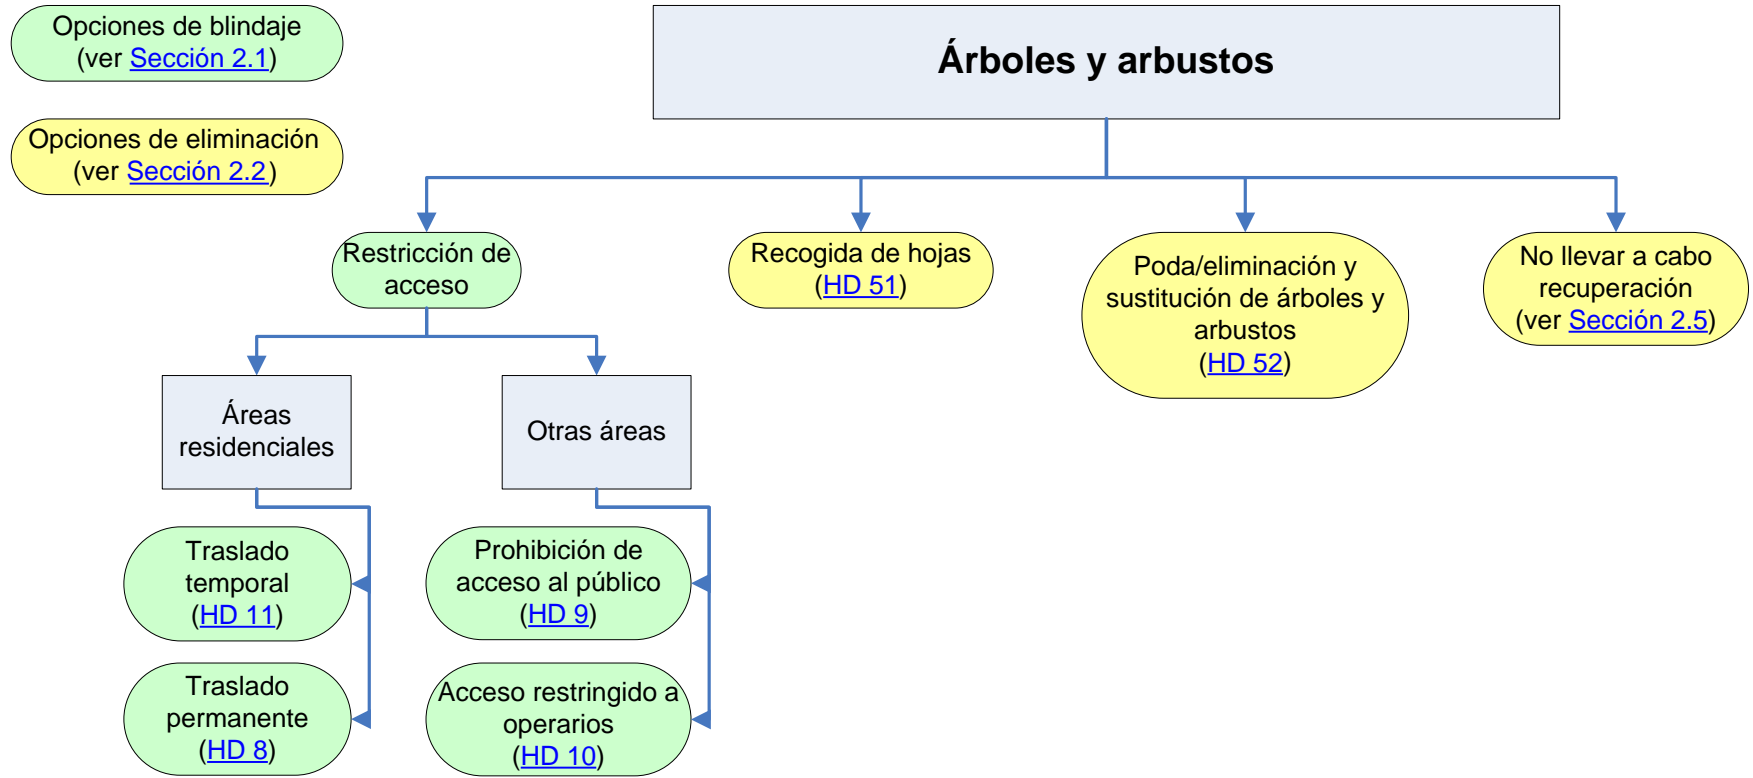 Opciones de blindaje
(ver Sección 2.1)
Árboles y arbustos
Opciones de eliminación
(ver Sección 2.2)
Restricción de
acceso
Recogida de hojas
(HD 51)
Poda/eliminación y
sustitución de árboles y
arbustos
(HD 52)
No llevar a cabo
recuperación
(ver Sección 2.5)
Áreas
residenciales
Otras áreas
Traslado
temporal
(HD 11)
Prohibición de
acceso al público
(HD 9)
Traslado
permanente
(HD 8)
Acceso restringido a
operarios
(HD 10)